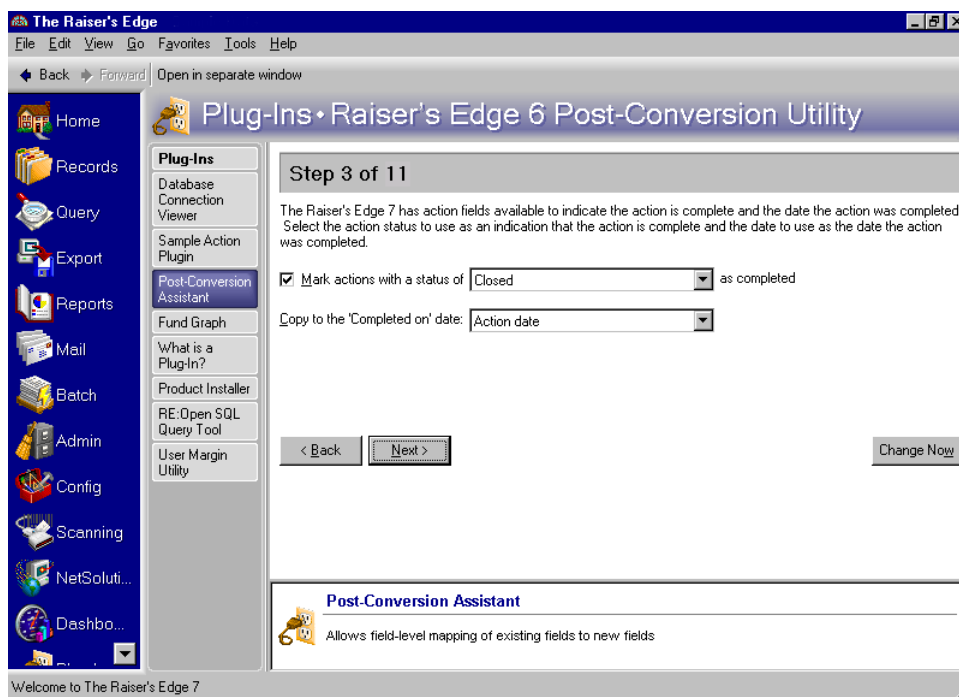 The Raiser's Edge
File Edit View Go Favorites Tools Help
Back Forward Open in separate window
Plug-Ins • Raiser's Edge 6 Post-Conversion Utility
Home
Records
Query
Export
Reports
Mail
Batch
Admin
Config
Scanning
NetSoluti...
Dashbo...
Plug-Ins
Database
Connection
Viewer
Sample Action
Plugin
Post-Conversion
Assistant
Fund Graph
What is a
Plug-In?
Product Installer
RE:Open SQL
Query Tool
User Margin
Utility
Step 3 of 11
The Raiser's Edge 7 has action fields available to indicate the action is complete and the date the action was completed
Select the action status to use as an indication that the action is complete and the date to use as the date the action
was completed.
Mark actions with a status of Closed as completed
Copy to the 'Completed on' date: Action date
< Back Next > Change Now
Post-Conversion Assistant
Allows field-level mapping of existing fields to new fields
Welcome to The Raiser's Edge 7